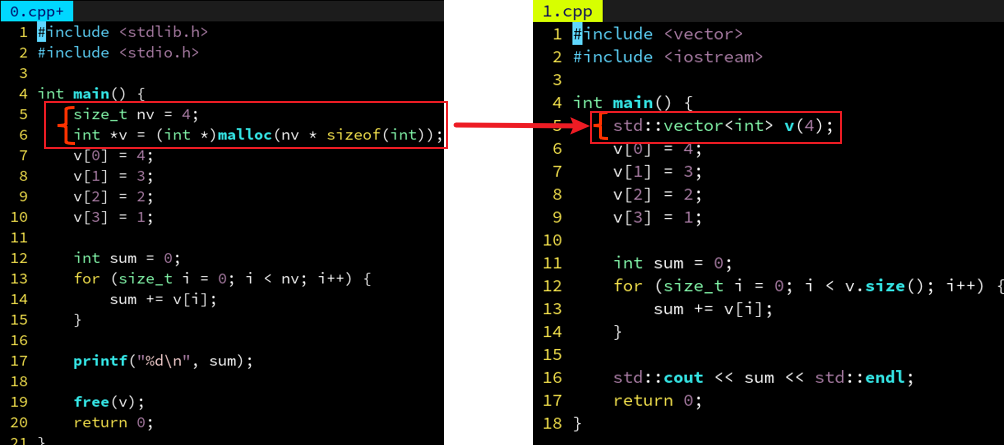 0.cpp+
1 #include <stdlib.h>
2 #include <stdio.h>
3
4 int main() {
5     size_t nv = 4;
6     int *v = (int *)malloc(nv * sizeof(int));
7     v[0] = 4;
8     v[1] = 3;
9     v[2] = 2;
10     v[3] = 1;
11
12     int sum = 0;
13     for (size_t i = 0; i < nv; i++) {
14         sum += v[i];
15     }
16
17     printf("%d\n", sum);
18
19     free(v);
20     return 0;
21 }
1.cpp
1 #include <vector>
2 #include <iostream>
3
4 int main() {
5     std::vector<int> v(4);
6     v[0] = 4;
7     v[1] = 3;
8     v[2] = 2;
9     v[3] = 1;
10
11     int sum = 0;
12     for (size_t i = 0; i < v.size(); i++) {
13         sum += v[i];
14     }
15
16     std::cout << sum << std::endl;
17     return 0;
18 }